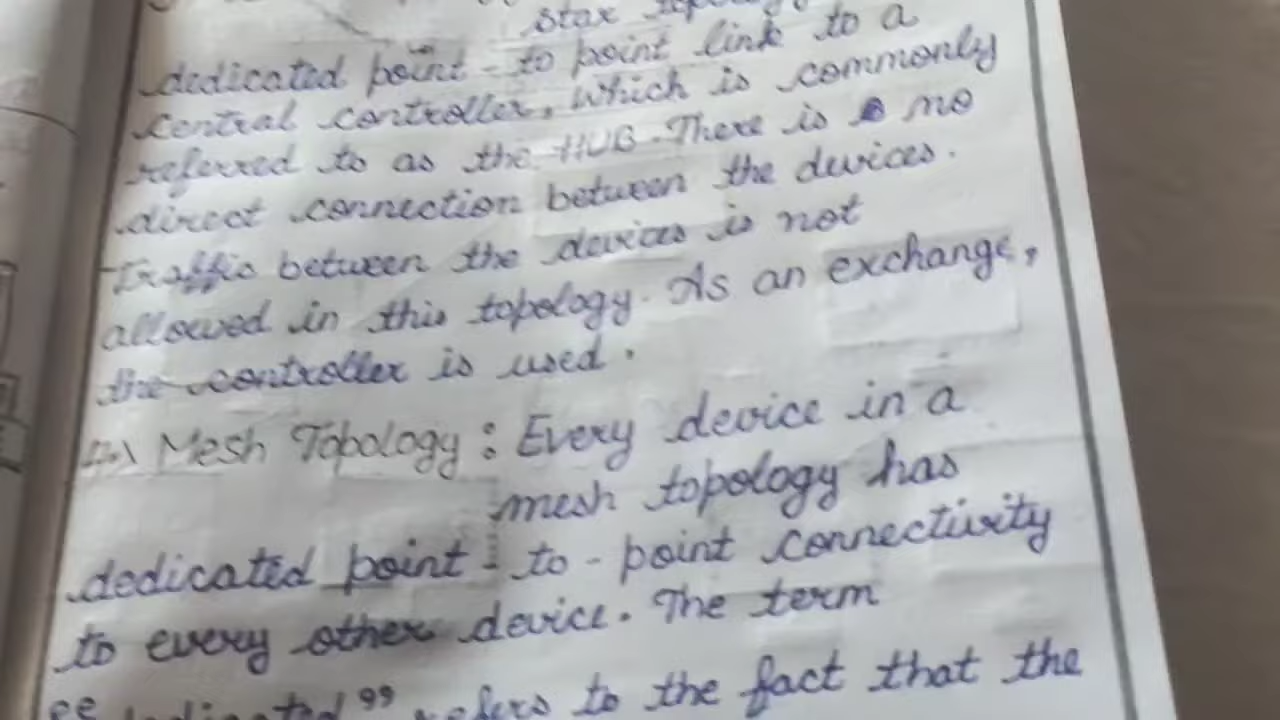 star topology
dedicated point - to point link to a
central controller, which is commonly
referred to as the HUB. There is no
direct connection between the devices.
Traffic between the devices is not
allowed in this topology. As an exchange,
the controller is used.
Mesh Topology : Every device in a
mesh topology has
dedicated point - to - point connectivity
to every other device. The term
"dedicated" refers to the fact that the